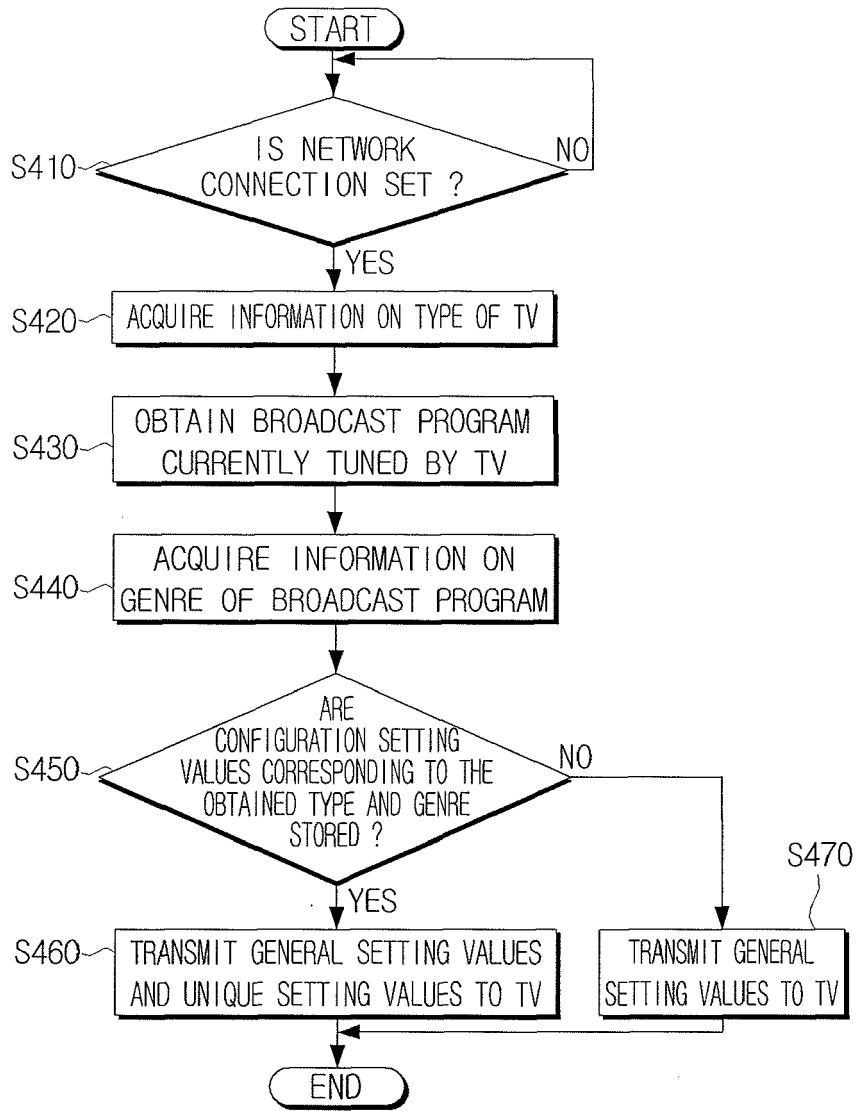 START
S410
IS NETWORK
CONNECTION SET ?
NO
YES
S420
ACQUIRE INFORMATION ON TYPE OF TV
S430
OBTAIN BROADCAST PROGRAM
CURRENTLY TUNED BY TV
S440
ACQUIRE INFORMATION ON
GENRE OF BROADCAST PROGRAM
S450
ARE
CONFIGURATION SETTING
VALUES CORRESPONDING TO THE
OBTAINED TYPE AND GENRE
STORED ?
NO
YES
S460
TRANSMIT GENERAL SETTING VALUES
AND UNIQUE SETTING VALUES TO TV
S470
TRANSMIT GENERAL
SETTING VALUES TO TV
END